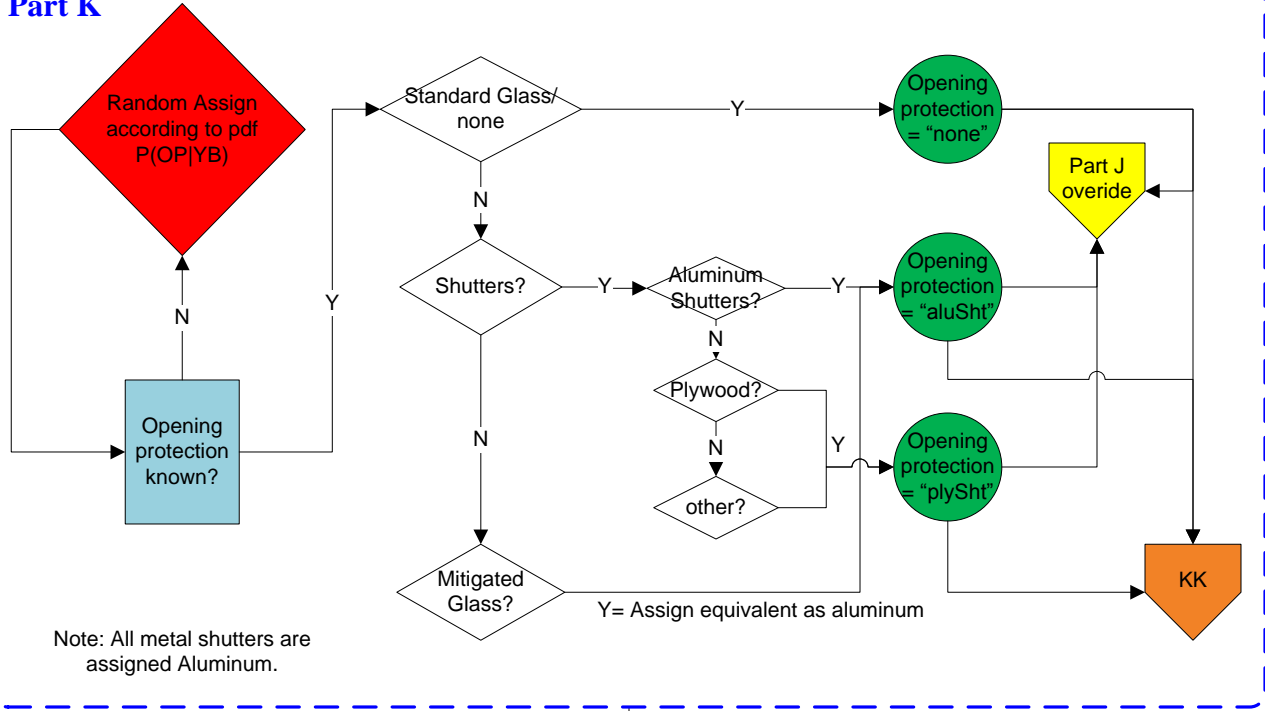 Part K
Random Assign
according to pdf
P(OP|YB)
N
Opening
protection
known?
Y
Standard Glass/
none
Y
N
Shutters?
Y
Aluminum
Shutters?
Y
N
Plywood?
N
other?
Y
N
Mitigated
Glass?
Y= Assign equivalent as aluminum
Opening
protection
= “none”
Opening
protection
= “aluSht”
Opening
protection
= “plySht”
Part J
overide
KK
Note: All metal shutters are
assigned Aluminum.